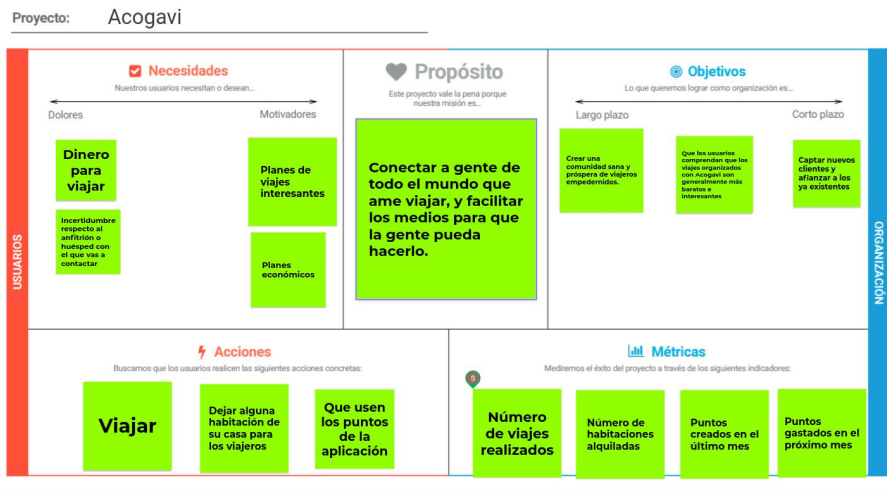 Proyecto: Acogavi
Necesidades
Nuestros usuarios necesitan o desean...
Dolores
Motivadores
Dinero
para
viajar
Incertidumbre
respecto al
anfitrión o
huésped con
el que vas a
contactar
Planes de
viajes
interesantes
Planes
económicos
Propósito
Este proyecto vale la pena porque
nuestra misión es...
Conectar a gente de
todo el mundo que
ame viajar, y facilitar
los medios para que
la gente pueda
hacerlo.
Objetivos
Lo que queremos lograr como organización es...
Largo plazo
Corto plazo
Crear una
comunidad sana y
próspera de viajeros
empedernidos.
Que los usuarios
comprendan que los
viajes organizados
con Acogavi son
generalmente más
baratos e
interesantes
Captar nuevos
clientes y
afianzar a los
ya existentes
USUARIOS
ORGANIZACIÓN
Acciones
Buscamos que los usuarios realicen las siguientes acciones concretas:
Viajar
Dejar alguna
habitación de
su casa para
los viajeros
Que usen
los puntos
de la
aplicación
Métricas
Mediremos el éxito del proyecto a través de los siguientes indicadores:
S
Número
de viajes
realizados
Número de
habitaciones
alquiladas
Puntos
creados en el
último mes
Puntos
gastados en el
próximo mes